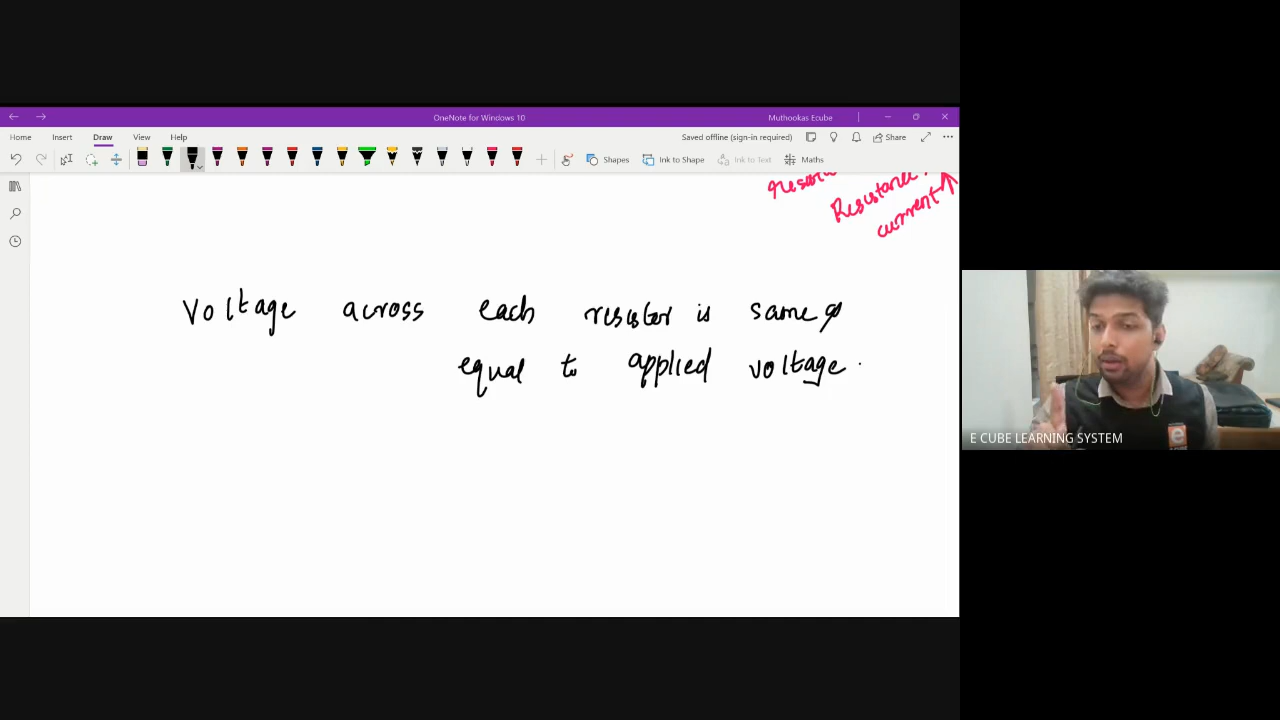 OneNote for Windows 10
Muthookas Ecube
Home Insert Draw View Help
Saved offline (sign-in required)
Share
Shapes
Ink to Shape
Ink to Text
Maths
Resistance
current
Voltage across each resistor is same &
equal to applied voltage.
E CUBE LEARNING SYSTEM
e